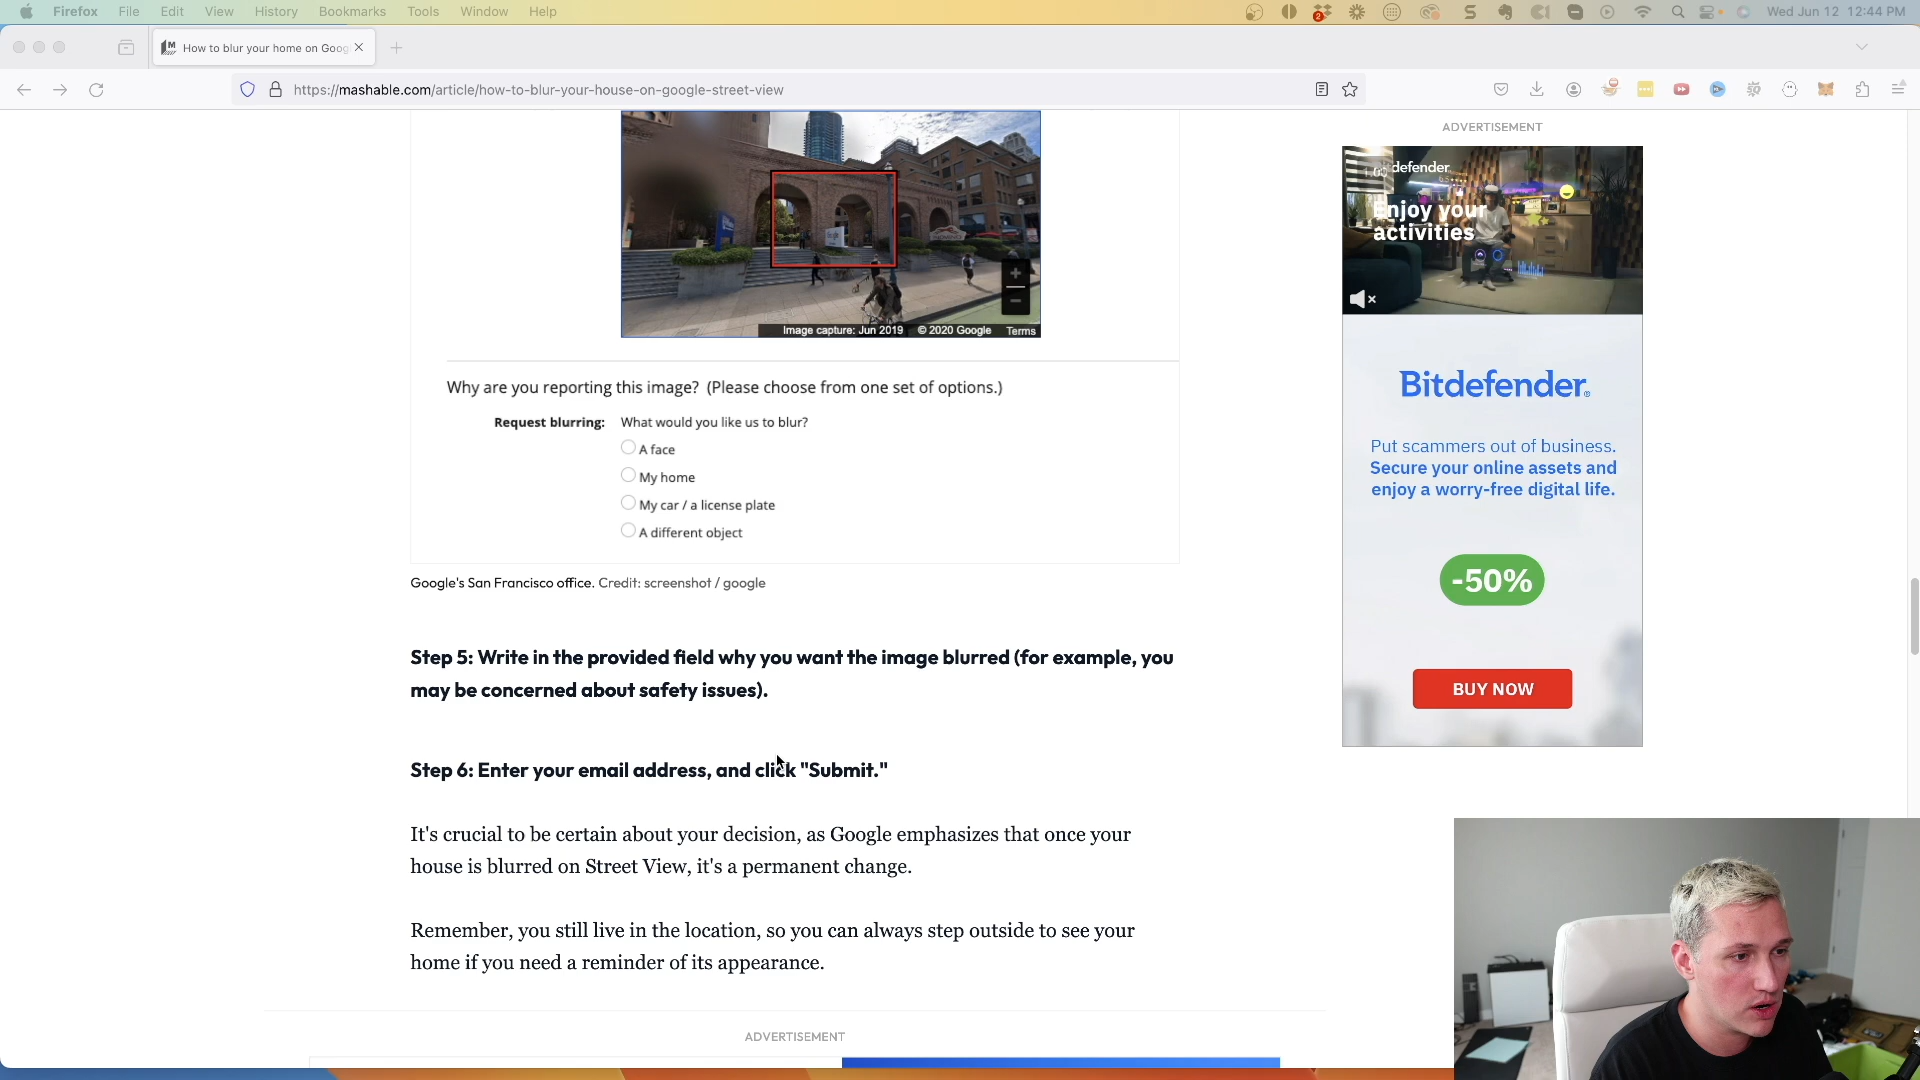 Firefox File Edit View History Bookmarks Tools Window Help
2
Wed Jun 12 12:44 PM
How to blur your home on Goog
https://mashable.com/article/how-to-blur-your-house-on-google-street-view
Image capture: Jun 2019 © 2020 Google Terms
Why are you reporting this image? (Please choose from one set of options.)
Request blurring: What would you like us to blur?
A face
My home
My car / a license plate
A different object
Google's San Francisco office. Credit: screenshot / google
Step 5: Write in the provided field why you want the image blurred (for example, you
may be concerned about safety issues).
Step 6: Enter your email address, and click "Submit."
It's crucial to be certain about your decision, as Google emphasizes that once your
house is blurred on Street View, it's a permanent change.
Remember, you still live in the location, so you can always step outside to see your
home if you need a reminder of its appearance.
ADVERTISEMENT
ADVERTISEMENT
defender
Enjoy your
activities
Bitdefender
Put scammers out of business.
Secure your online assets and
enjoy a worry-free digital life.
-50%
BUY NOW